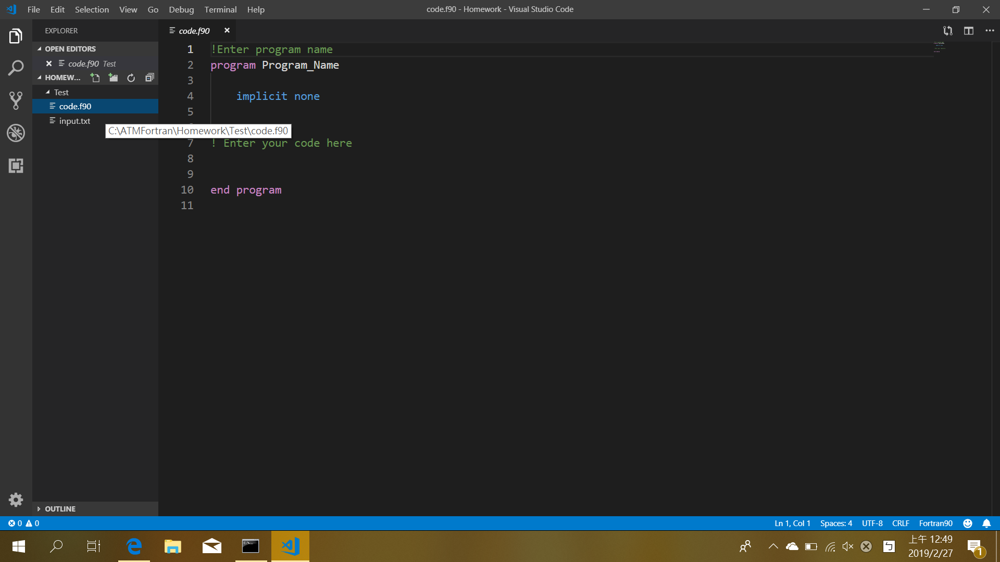 File Edit Selection View Go Debug Terminal Help
code.f90 - Homework - Visual Studio Code
EXPLORER
OPEN EDITORS
code.f90 Test
HOMEW...
Test
code.f90
input.txt
C:\ATMFortran\Homework\Test\code.f90
OUTLINE
code.f90
1 !Enter program name
2 program Program_Name
3
4 implicit none
5
7 ! Enter your code here
8
9
10 end program
11
0 0
Ln 1, Col 1 Spaces: 4 UTF-8 CRLF Fortran90
C:\_
ㄅ
上午 12:49
2019/2/27
1